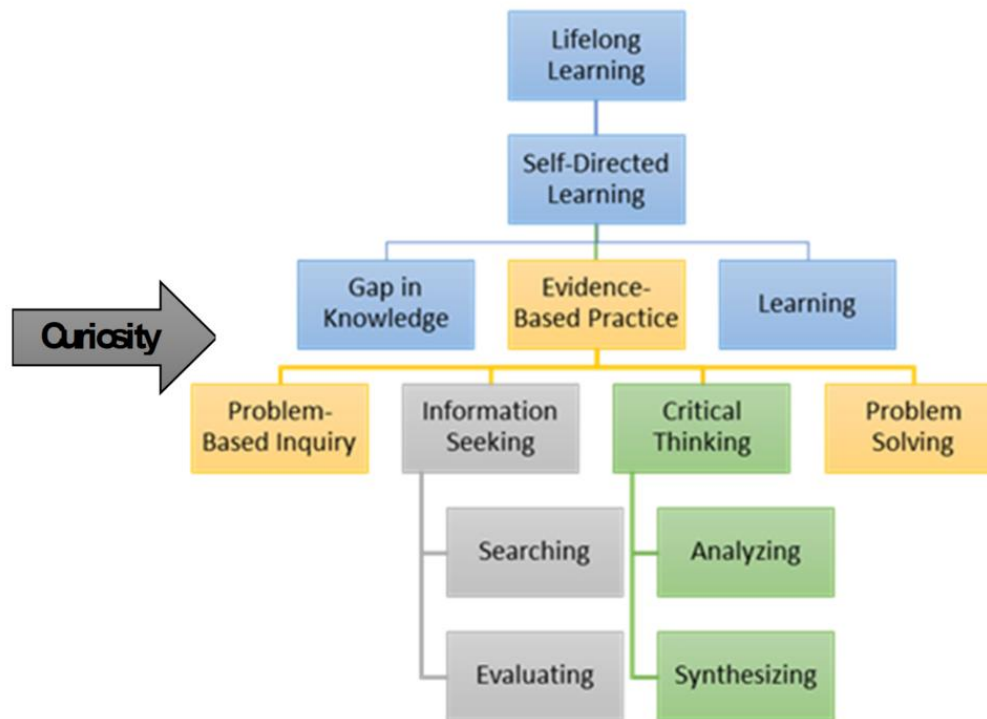 Lifelong
Learning
Self-Directed
Learning
Gap in
Knowledge
Evidence-
Based Practice
Learning
Curiosity
Problem-
Based Inquiry
Information
Seeking
Critical
Thinking
Problem
Solving
Searching
Analyzing
Evaluating
Synthesizing